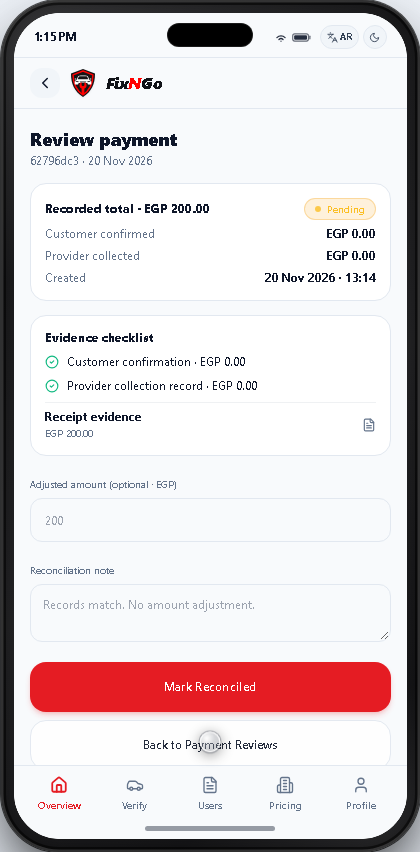 1:15 PM
AR
FixNGo
Review payment
62796dc3 · 20 Nov 2026
Recorded total · EGP 200.00
Pending
Customer confirmed
EGP 0.00
Provider collected
EGP 0.00
Created
20 Nov 2026 · 13:14
Evidence checklist
Customer confirmation · EGP 0.00
Provider collection record · EGP 0.00
Receipt evidence
EGP 200.00
Adjusted amount (optional · EGP)
200
Reconciliation note
Records match. No amount adjustment.
Mark Reconciled
Back to Payment Reviews
Overview
Verify
Users
Pricing
Profile